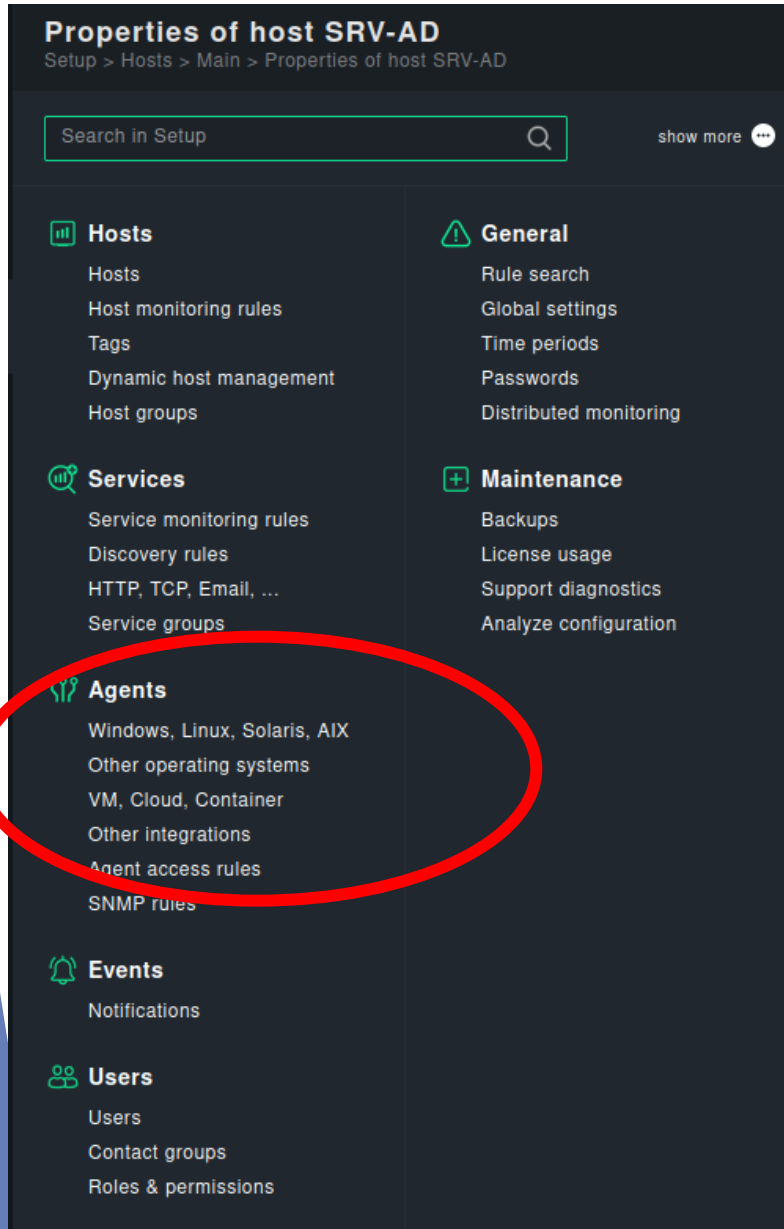 Properties of host SRV-AD
Setup > Hosts > Main > Properties of host SRV-AD
Search in Setup
show more
Hosts
Hosts
Host monitoring rules
Tags
Dynamic host management
Host groups
Services
Service monitoring rules
Discovery rules
HTTP, TCP, Email, ...
Service groups
Agents
Windows, Linux, Solaris, AIX
Other operating systems
VM, Cloud, Container
Other integrations
Agent access rules
SNMP rules
Events
Notifications
Users
Users
Contact groups
Roles & permissions
General
Rule search
Global settings
Time periods
Passwords
Distributed monitoring
Maintenance
Backups
License usage
Support diagnostics
Analyze configuration